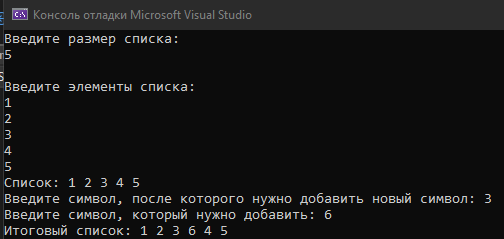 Консоль отладки Microsoft Visual Studio
Введите размер списка:
5
Введите элементы списка:
1
2
3
4
5
Список: 1 2 3 4 5
Введите символ, после которого нужно добавить новый символ: 3
Введите символ, который нужно добавить: 6
Итоговый список: 1 2 3 6 4 5